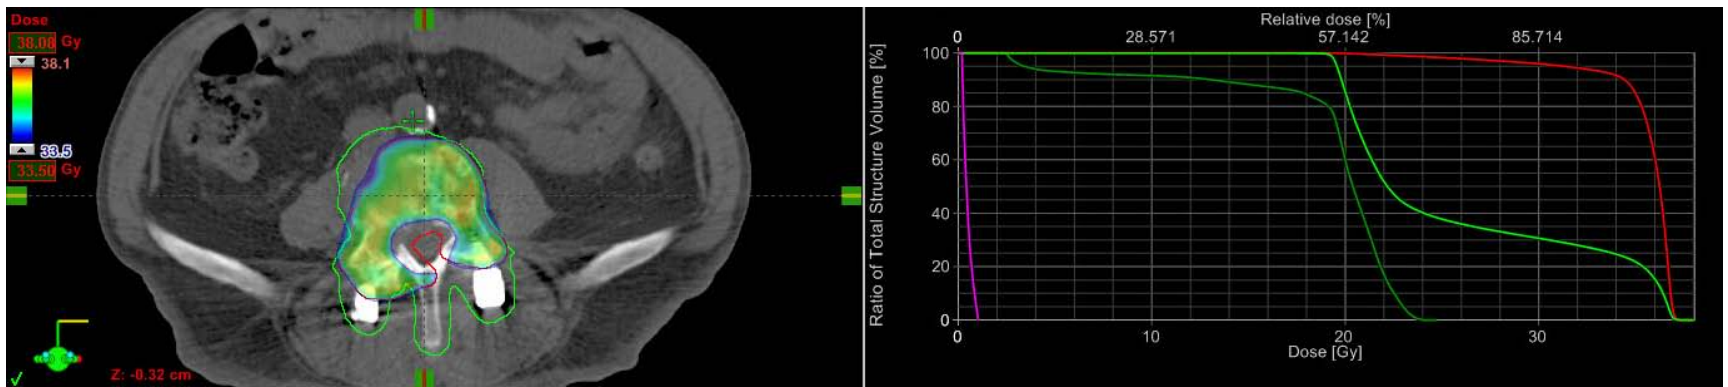 Dose
38.08 Gy
38.1
33.5
33.50 Gy
Z: -0.32 cm
Relative dose [%]
0 28.571 57.142 85.714
Ratio of Total Structure Volume [%]
100
80
60
40
20
0
0 10 20 30
Dose [Gy]